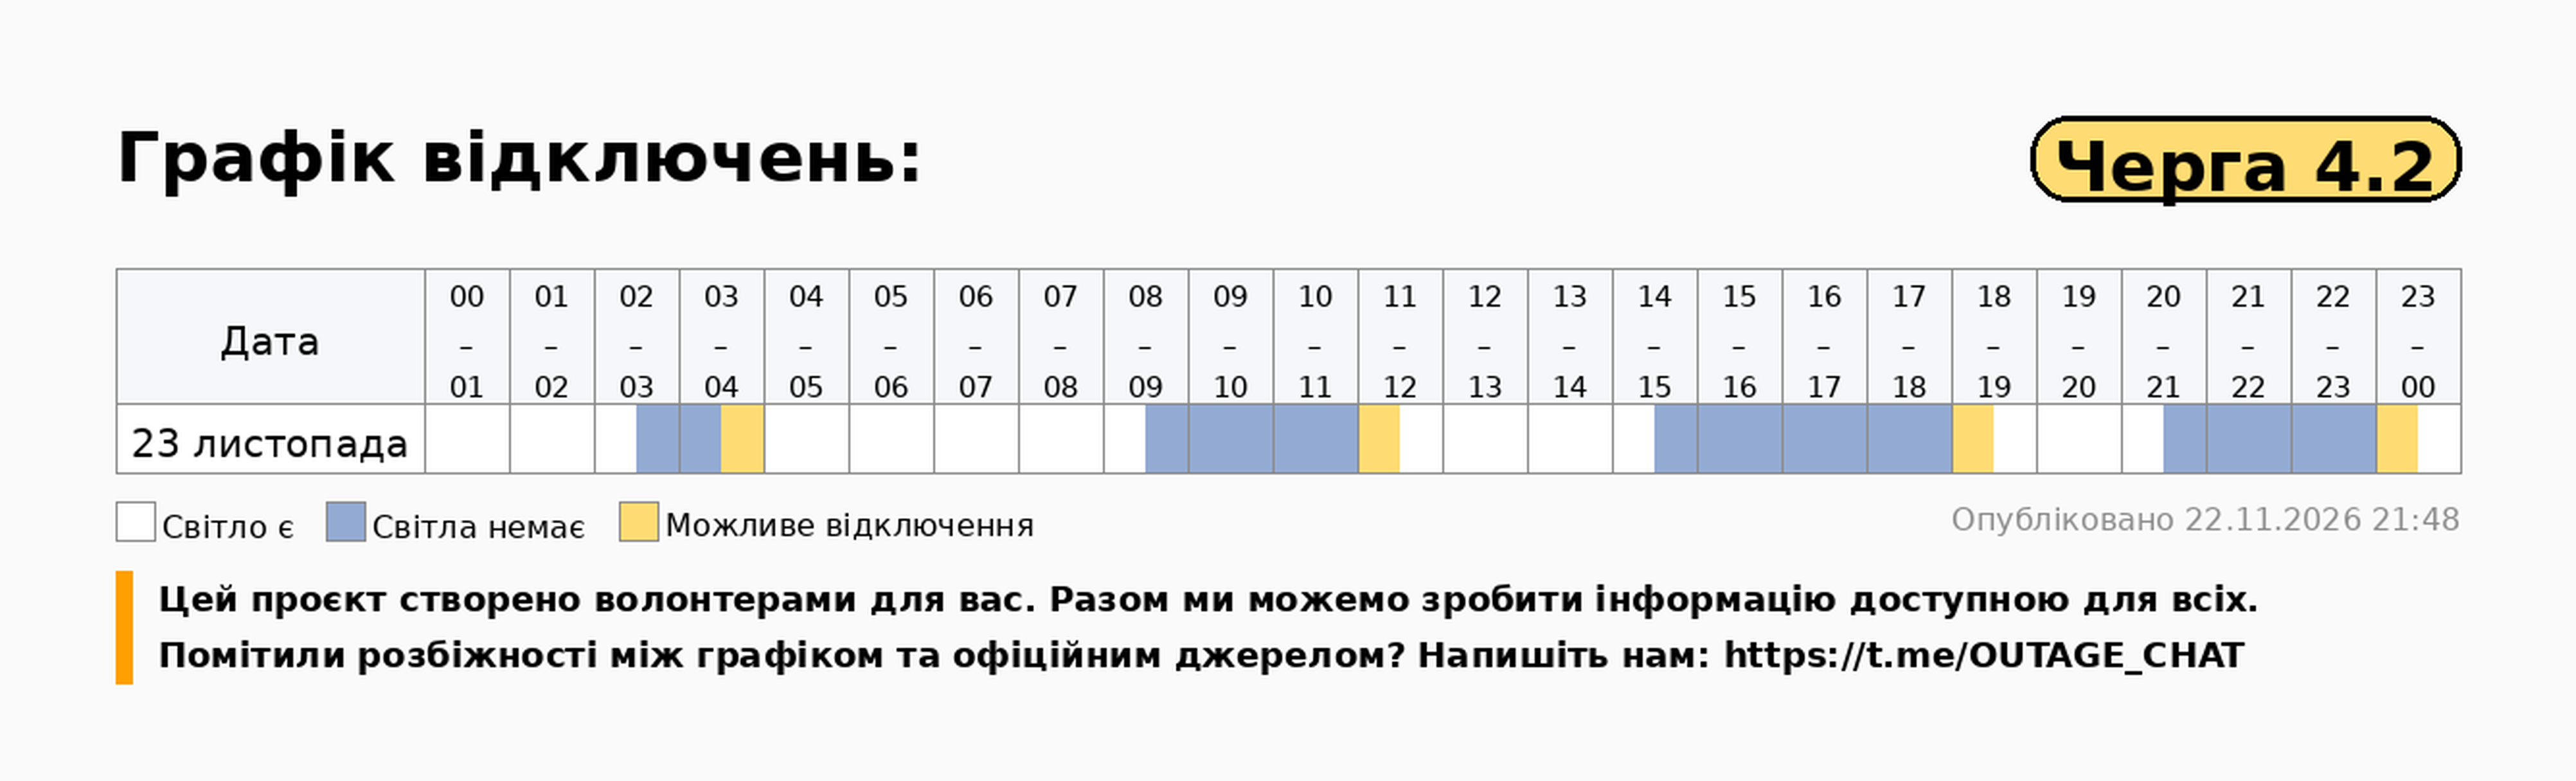 Графік відключень:
Черга 4.2
Дата 00 – 01 01 – 02 02 – 03 03 – 04 04 – 05 05 – 06 06 – 07 07 – 08 08 – 09 09 – 10 10 – 11 11 – 12 12 – 13 13 – 14 14 – 15 15 – 16 16 – 17 17 – 18 18 – 19 19 – 20 20 – 21 21 – 22 22 – 23 23 – 00
23 листопада
Світло є Світла немає Можливе відключення
Опубліковано 22.11.2026 21:48
Цей проєкт створено волонтерами для вас. Разом ми можемо зробити інформацію доступною для всіх.
Помітили розбіжності між графіком та офіційним джерелом? Напишіть нам: https://t.me/OUTAGE_CHAT